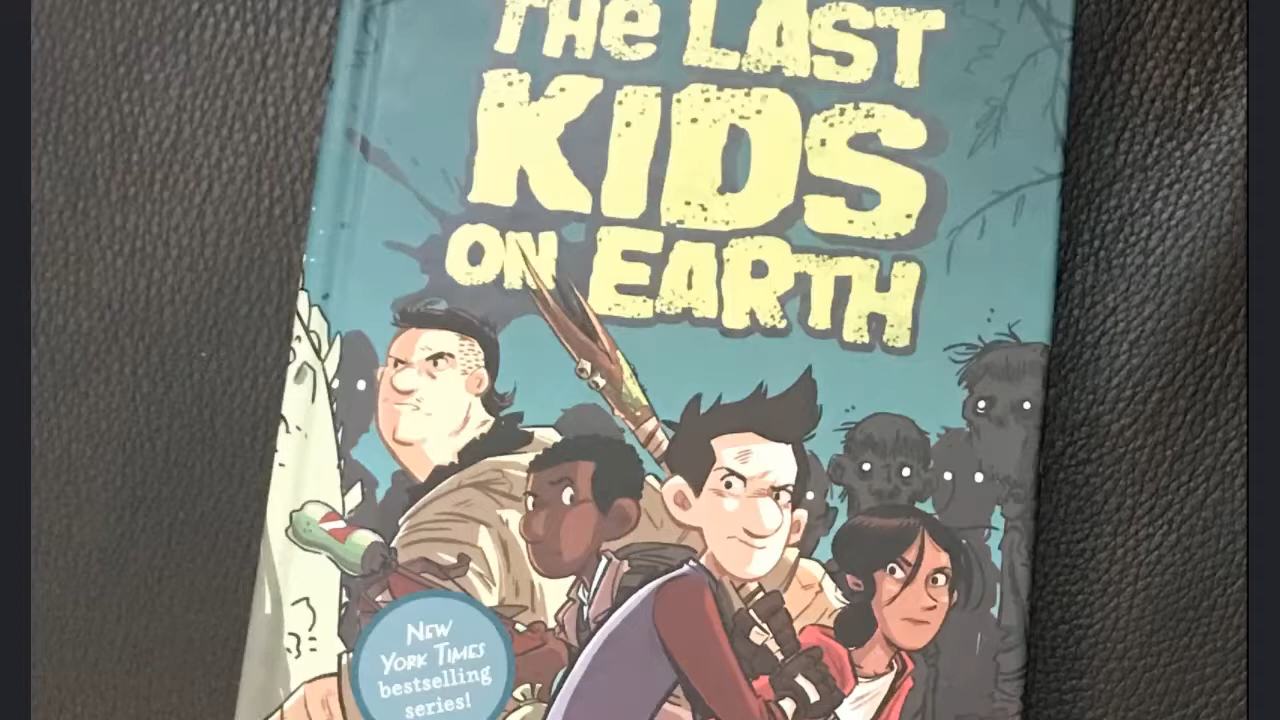 THe LAST
KIDS
ON EARTH
NEW
YORK TIMES
bestselling
series!